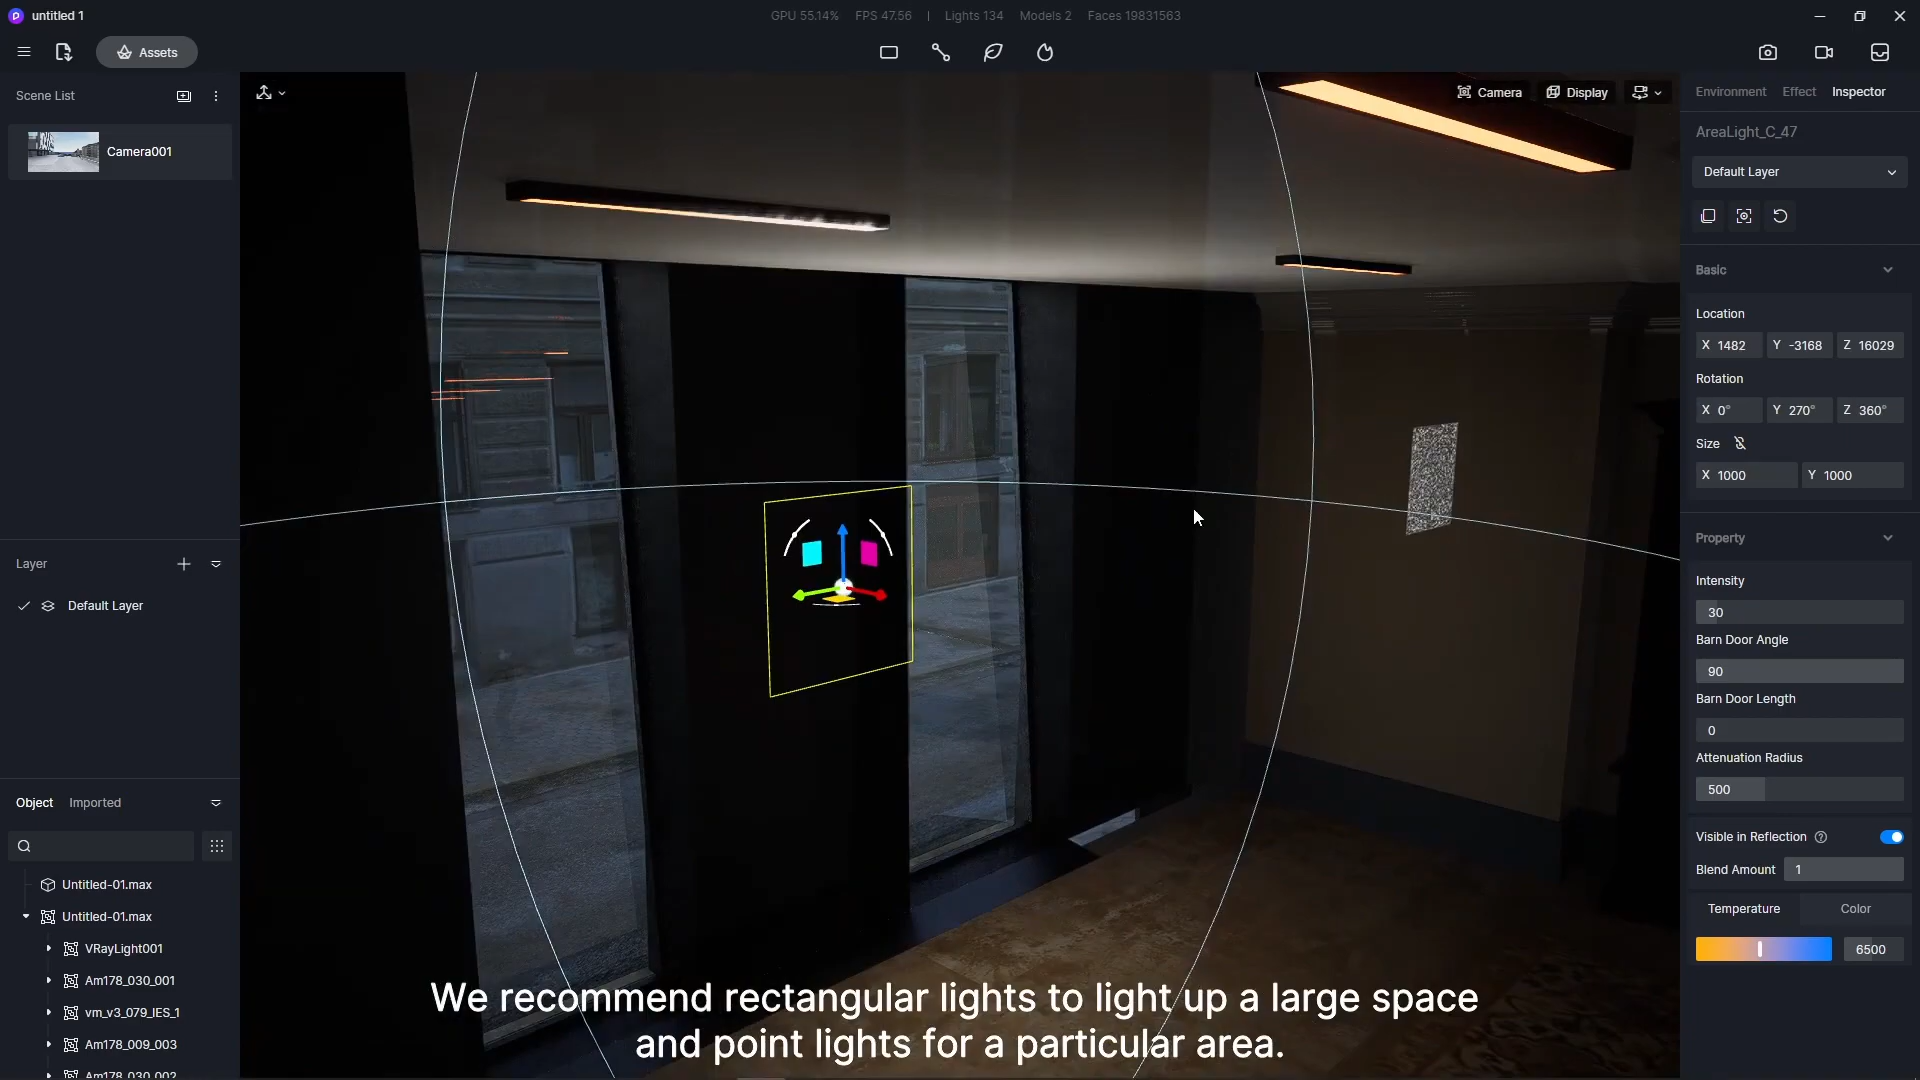 untitled 1
GPU 55.14% FPS 47.56 | Lights 134 Models 2 Faces 19831563
Assets
Scene List
Camera001
Camera Display
Environment Effect Inspector
AreaLight_C_47
Default Layer
Basic
Location
X 1482 Y -3168 Z 16029
Rotation
X 0° Y 270° Z 360°
Size
X 1000 Y 1000
Property
Intensity
30
Barn Door Angle
90
Barn Door Length
0
Attenuation Radius
500
Visible in Reflection
Blend Amount 1
Temperature Color
6500
Layer
Default Layer
Object Imported
Untitled-01.max
Untitled-01.max
VRayLight001
Am178_030_001
vm_v3_079_IES_1
Am178_009_003
Am178_030_002
We recommend rectangular lights to light up a large space
and point lights for a particular area.